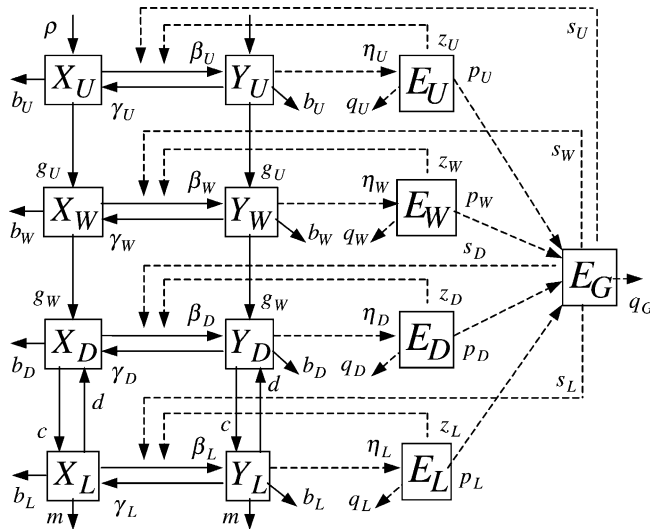 ρ s_U
β_U z_U
X_U Y_U η_U E_U p_U
b_U γ_U b_U q_U
g_U g_U s_W
β_W z_W
X_W Y_W η_W E_W p_W
b_W γ_W b_W q_W
s_D
g_W g_W E_G
β_D z_D q_G
X_D Y_D η_D E_D p_D
b_D γ_D b_D q_D
d d s_L
c c
β_L z_L
X_L Y_L η_L E_L p_L
b_L γ_L b_L q_L
m m